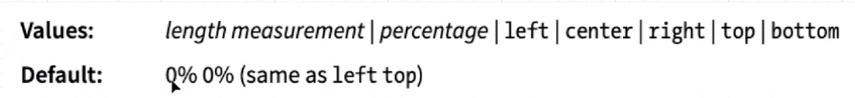 Values: length measurement | percentage | left | center | right | top | bottom
Default: 0% 0% (same as left top)